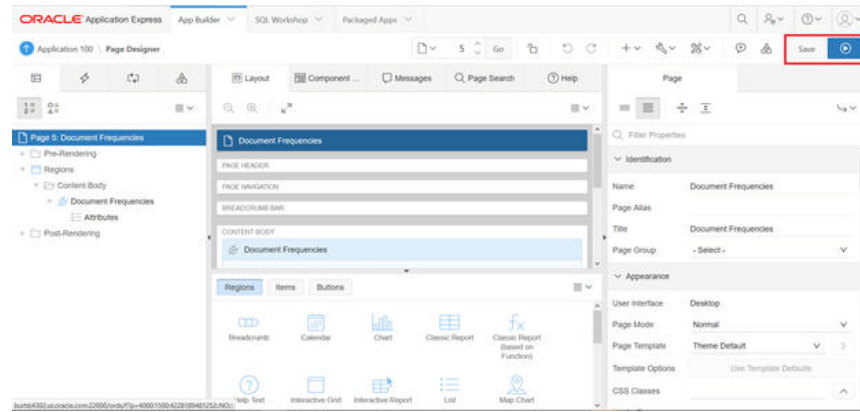 ORACLE Application Express App Builder SQL Workshop Packaged Apps
Application 100 \ Page Designer 5 Go Save
Layout Component ... Messages Page Search Help Page
Page 5: Document Frequencies
Pre-Rendering
Regions
Content Body
Document Frequencies
Attributes
Post-Rendering
Document Frequencies
PAGE HEADER
PAGE NAVIGATION
BREADCRUMB BAR
CONTENT BODY
Document Frequencies
Regions Items Buttons
Breadcrumb Calendar Chart Classic Report Classic Report
(based on
Function)
Help Text Interactive Grid Interactive Report List Map Chart
Filter Properties
Identification
Name Document Frequencies
Page Alias
Title Document Frequencies
Page Group - Select -
Appearance
User Interface Desktop
Page Mode Normal
Page Template Theme Default
Template Options Use Template Defaults
CSS Classes